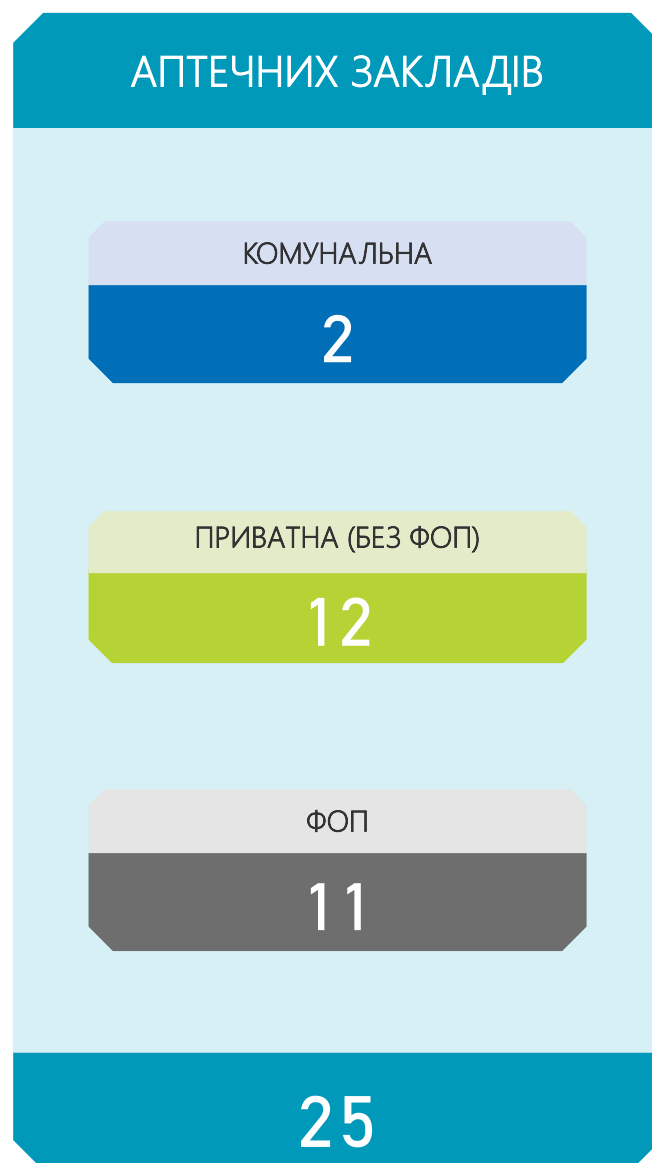 АПТЕЧНИХ ЗАКЛАДІВ
КОМУНАЛЬНА
2
ПРИВАТНА (БЕЗ ФОП)
12
ФОП
11
25